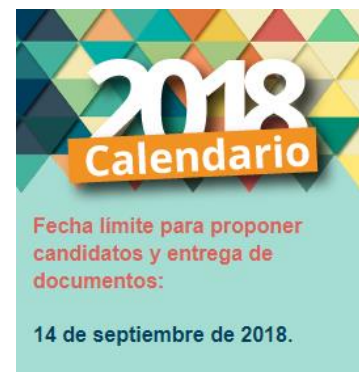 2018
Calendario
Fecha límite para proponer
candidatos y entrega de
documentos:
14 de septiembre de 2018.